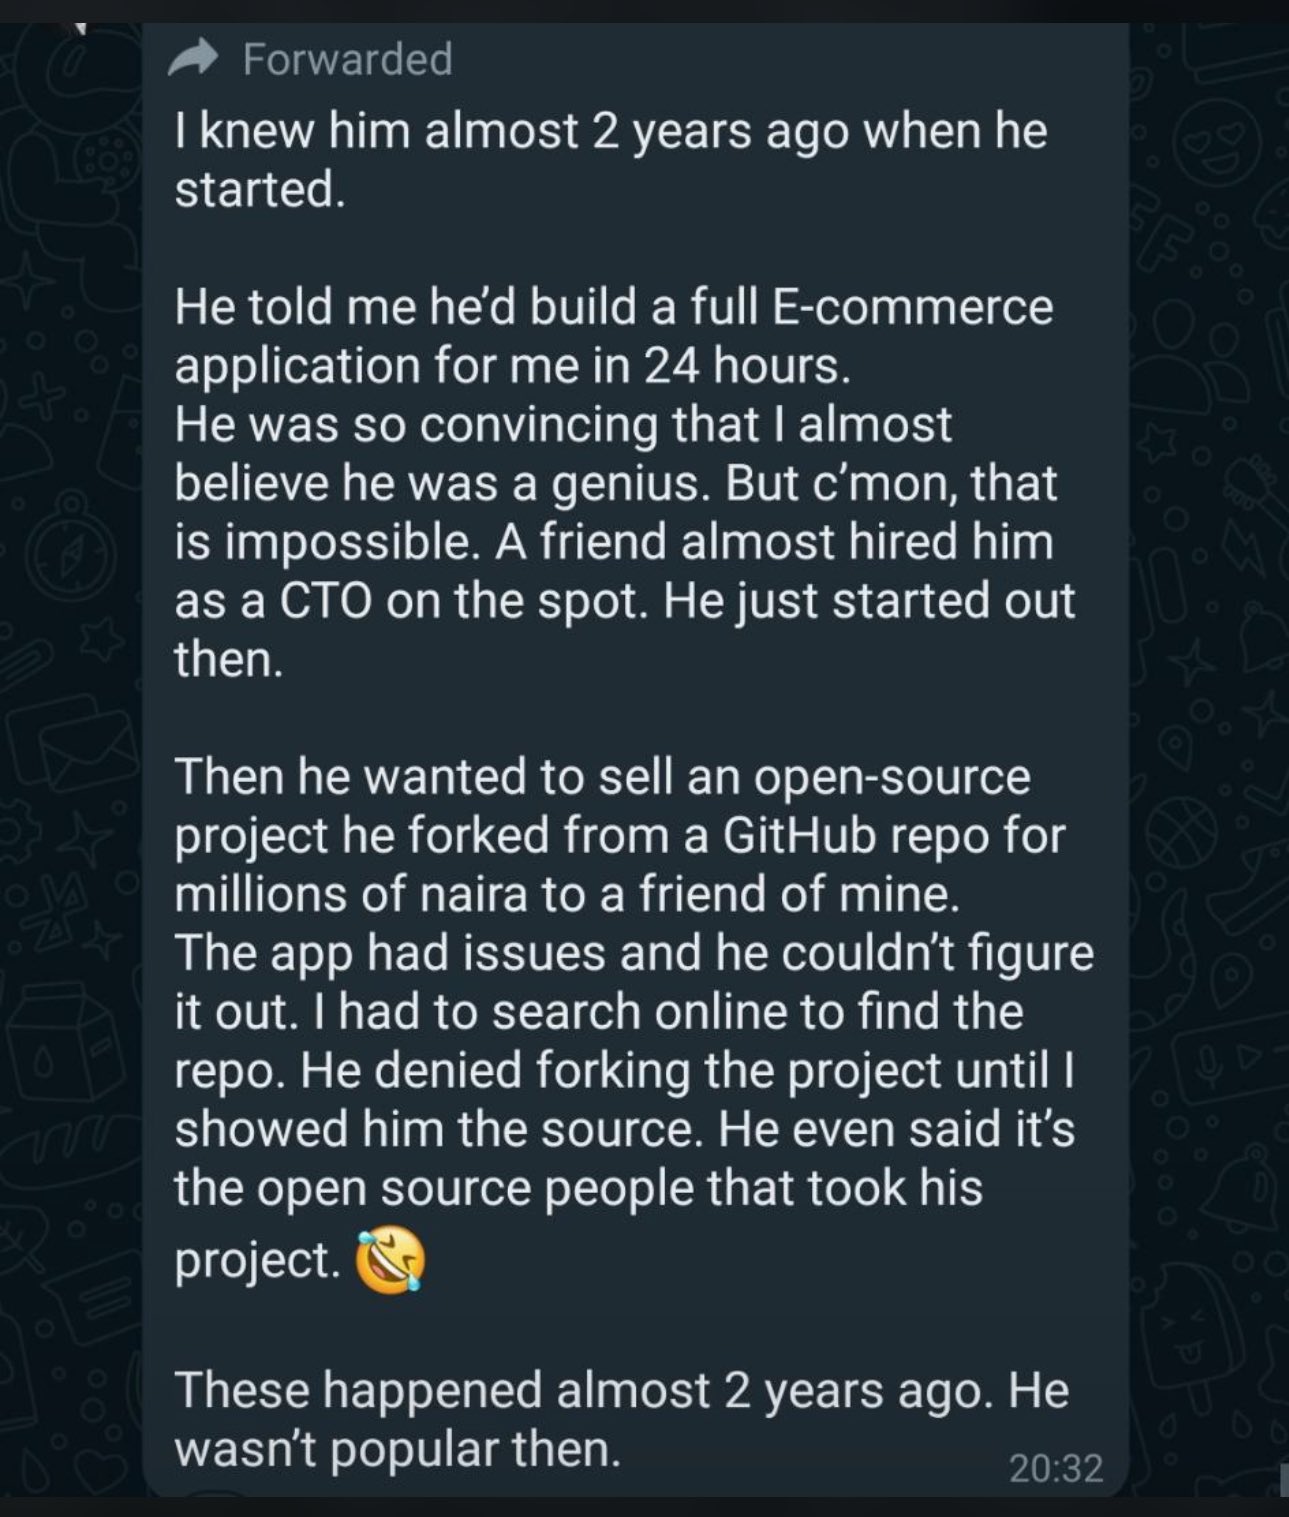 Forwarded
I knew him almost 2 years ago when he
started.
He told me he'd build a full E-commerce
application for me in 24 hours.
He was so convincing that I almost
believe he was a genius. But c'mon, that
is impossible. A friend almost hired him
as a CTO on the spot. He just started out
then.
Then he wanted to sell an open-source
project he forked from a GitHub repo for
millions of naira to a friend of mine.
The app had issues and he couldn't figure
it out. I had to search online to find the
repo. He denied forking the project until I
showed him the source. He even said it's
the open source people that took his
project. 🤣
These happened almost 2 years ago. He
wasn't popular then.
20:32